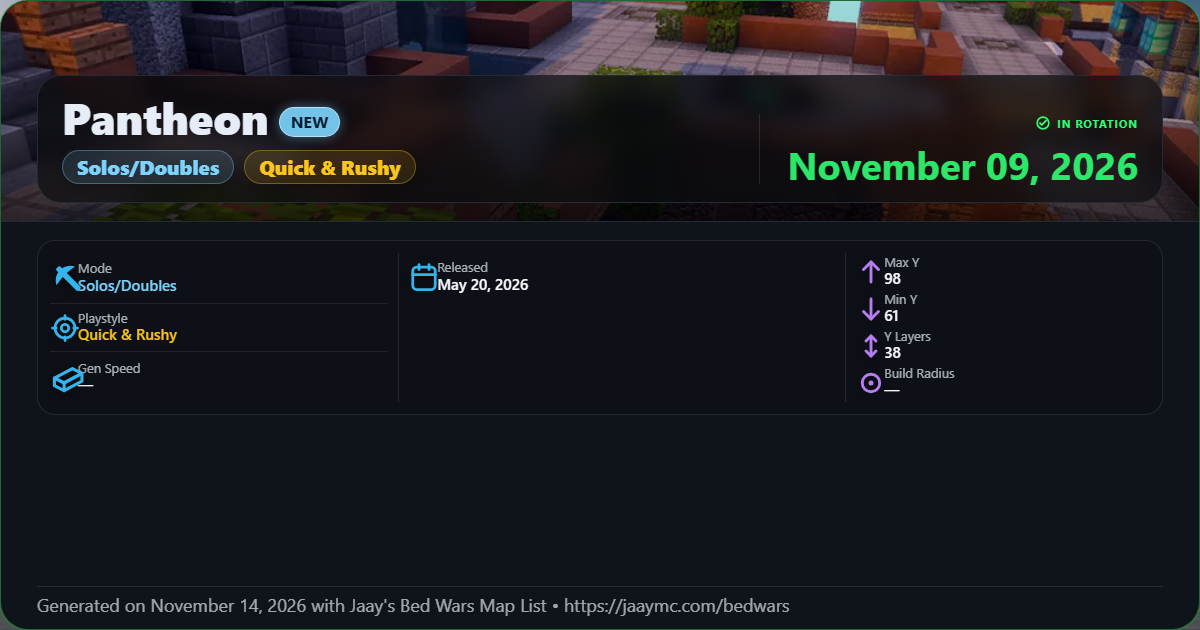 Pantheon NEW
Solos/Doubles Quick & Rushy
IN ROTATION
November 09, 2026
Mode
Solos/Doubles
Playstyle
Quick & Rushy
Gen Speed
—
Released
May 20, 2026
Max Y
98
Min Y
61
Y Layers
38
Build Radius
—
Generated on November 14, 2026 with Jaay's Bed Wars Map List • https://jaaymc.com/bedwars